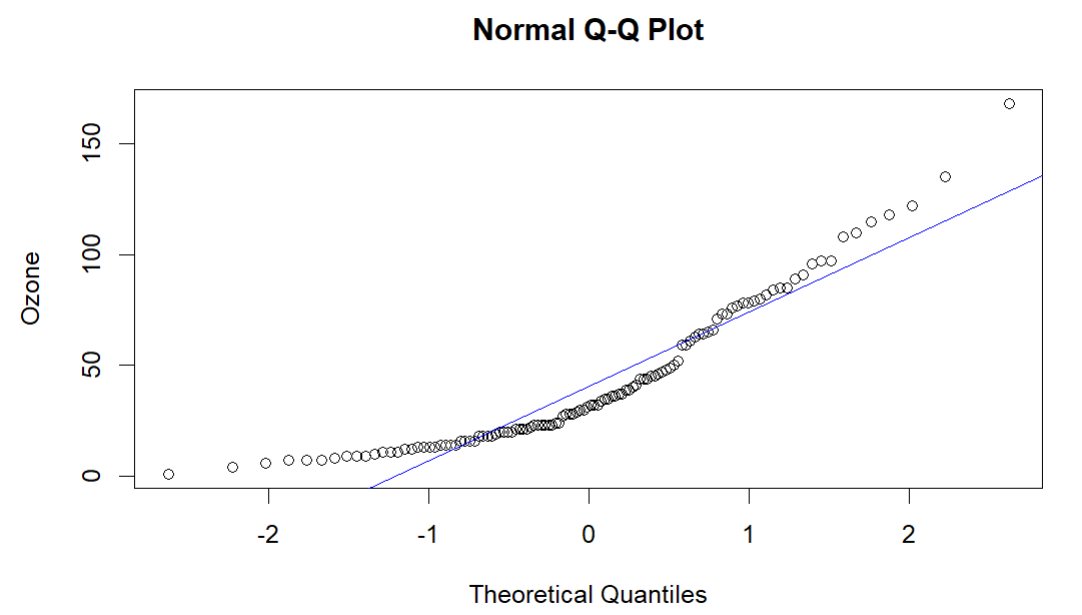 Normal Q-Q Plot
Ozone
150
100
50
0
-2 -1 0 1 2
Theoretical Quantiles